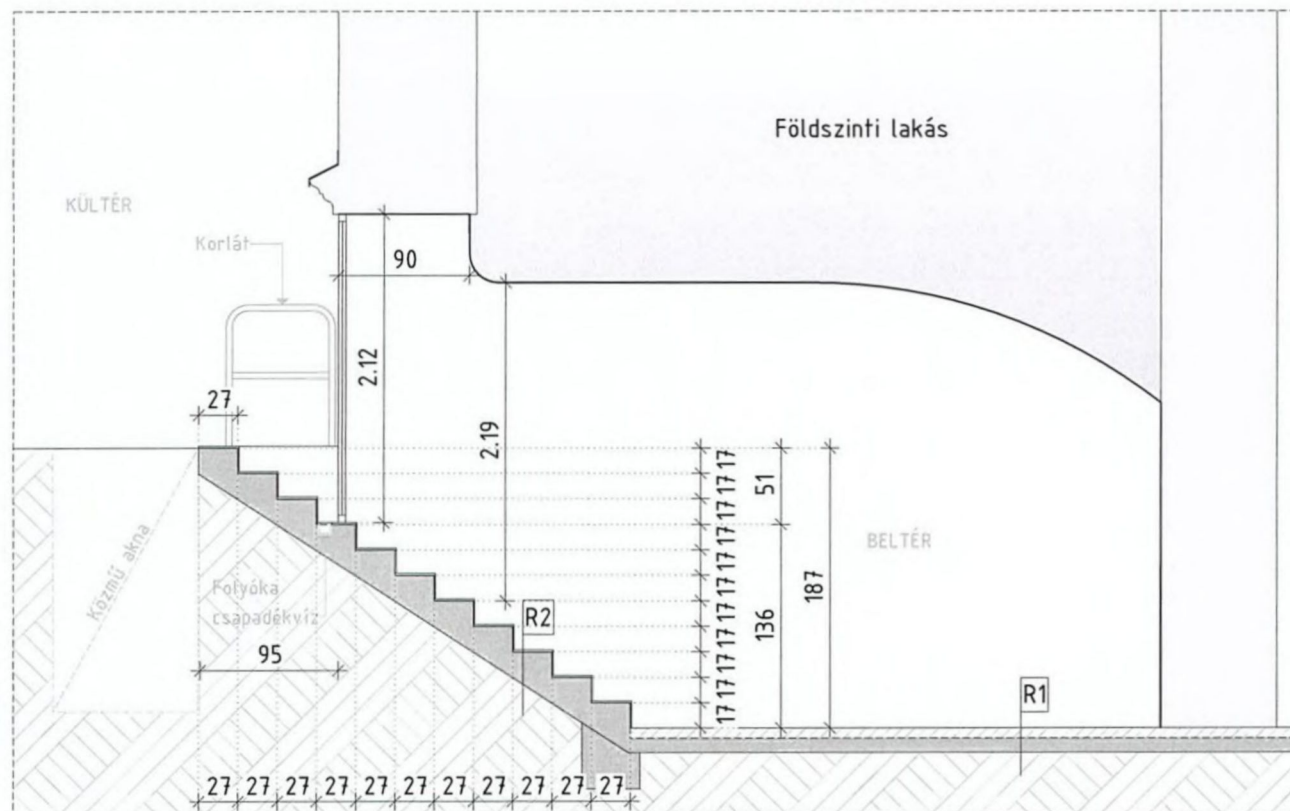 Földszinti lakás
KÜLTÉR
Korlát
90
2.12
27
2.19
17 17 17 17 17 17 17 17 17 17 17
51
136
187
BELTÉR
Közmű akna
Folyóka
csapadékvíz
R2
95
R1
27 27 27 27 27 27 27 27 27 27 27